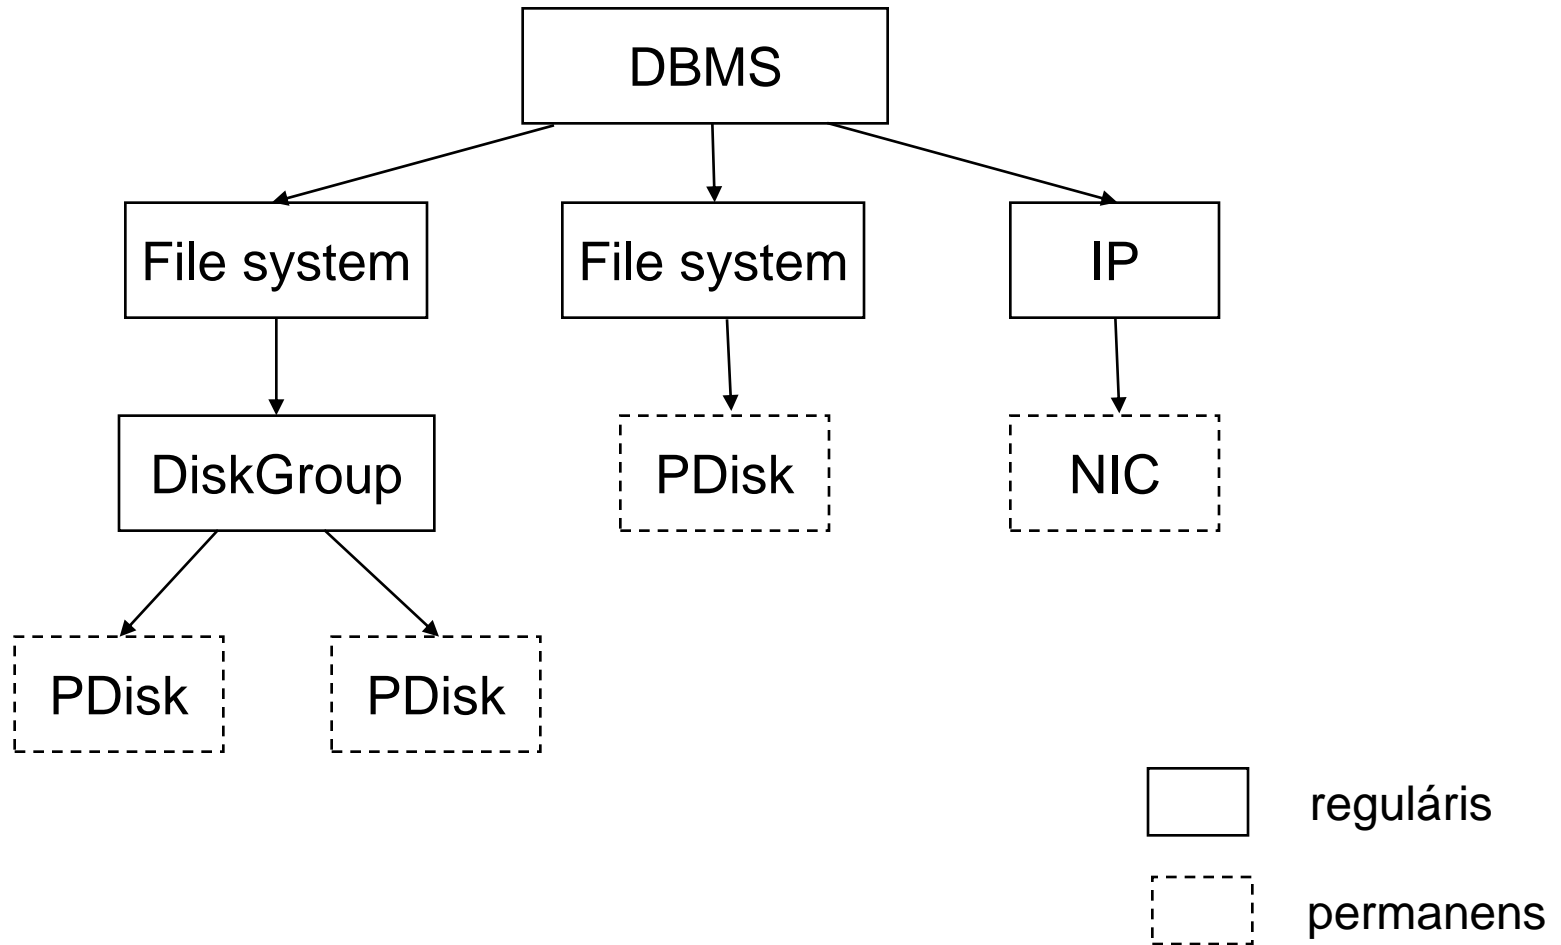 DBMS
File system
File system
IP
DiskGroup
PDisk
NIC
PDisk
PDisk
reguláris
permanens